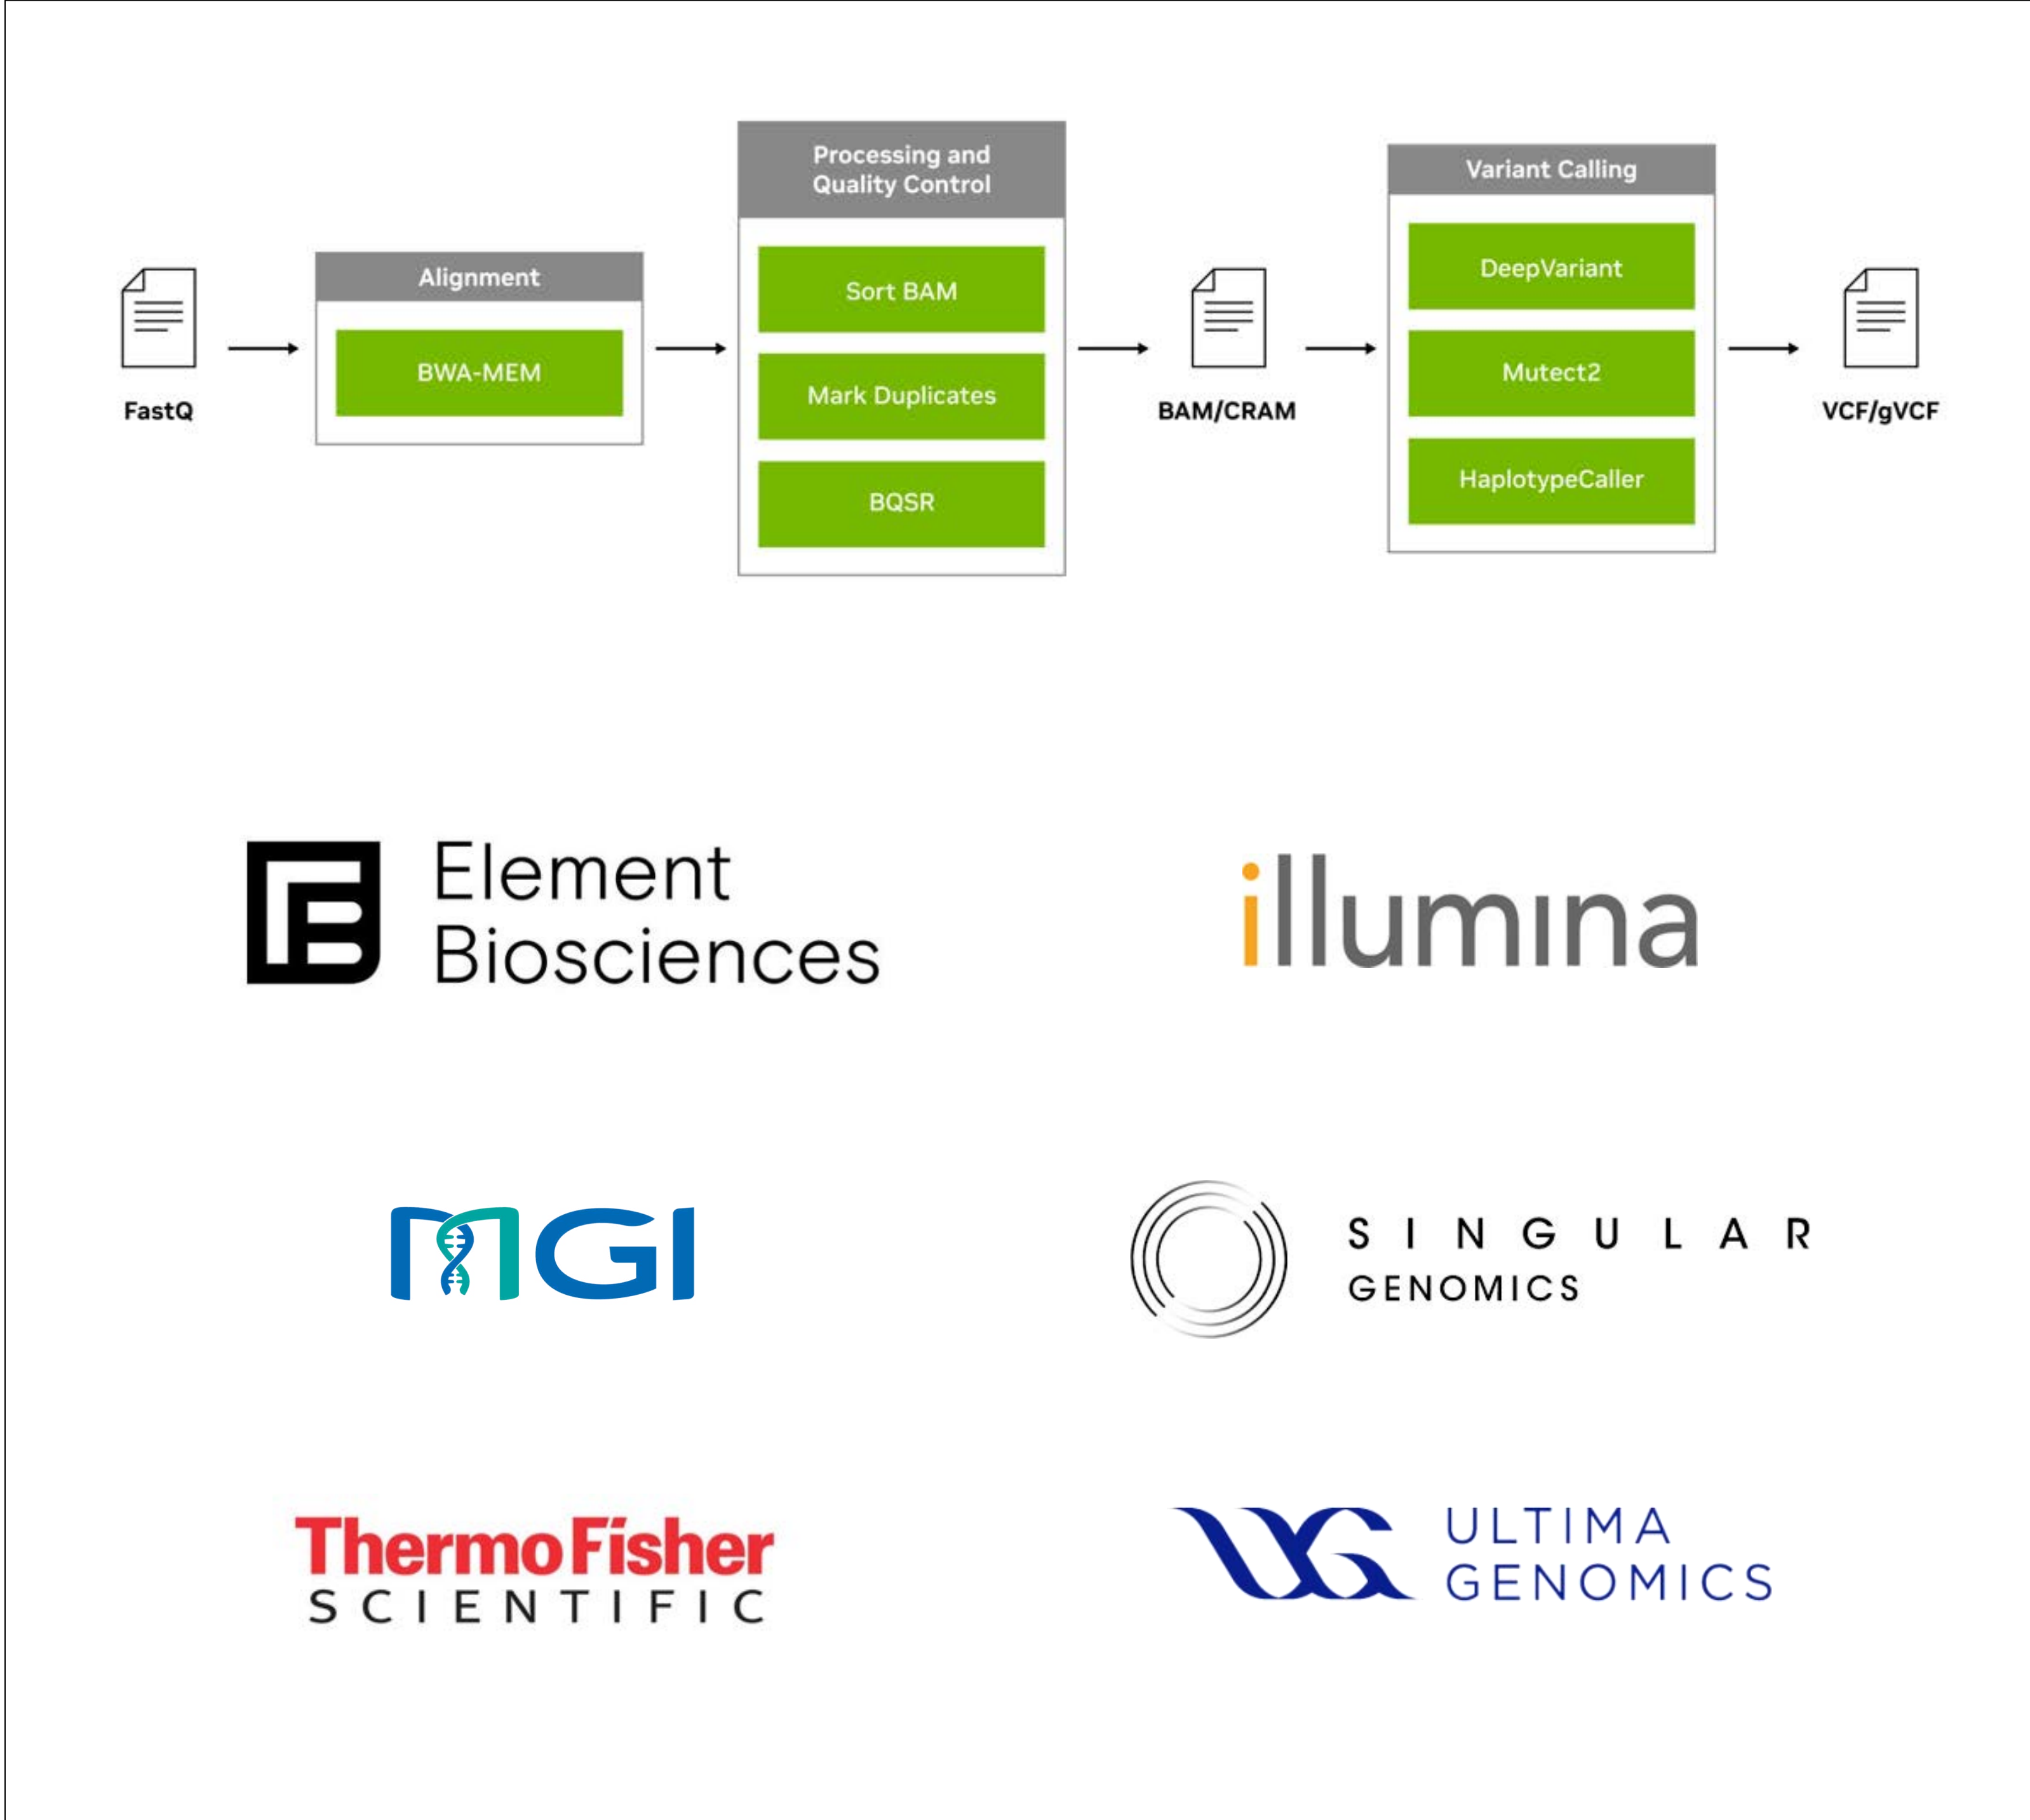 FastQ
Alignment
BWA-MEM
Processing and
Quality Control
Sort BAM
Mark Duplicates
BQSR
BAM/CRAM
Variant Calling
DeepVariant
Mutect2
HaplotypeCaller
VCF/gVCF
Element
Biosciences
illumina
MGI
SINGULAR
GENOMICS
ThermoFisher
SCIENTIFIC
ULTIMA
GENOMICS